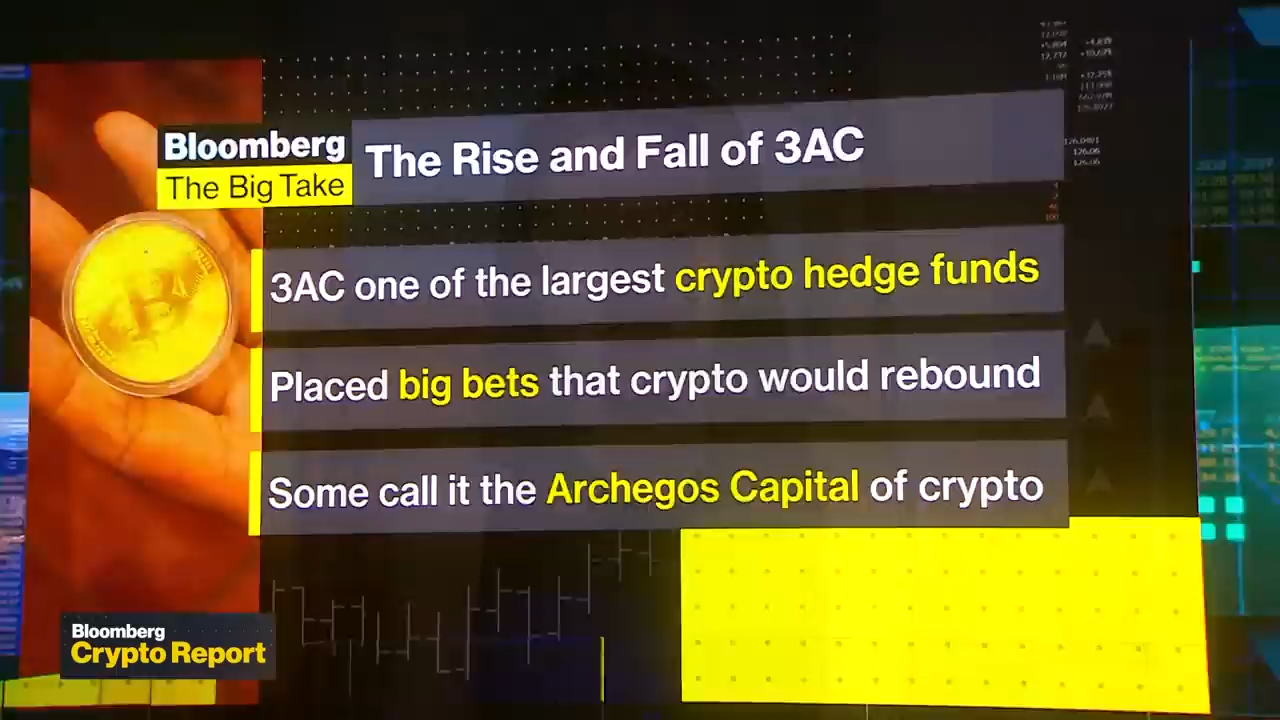 Bloomberg
The Big Take
The Rise and Fall of 3AC
3AC one of the largest crypto hedge funds
Placed big bets that crypto would rebound
Some call it the Archegos Capital of crypto
Bloomberg
Crypto Report